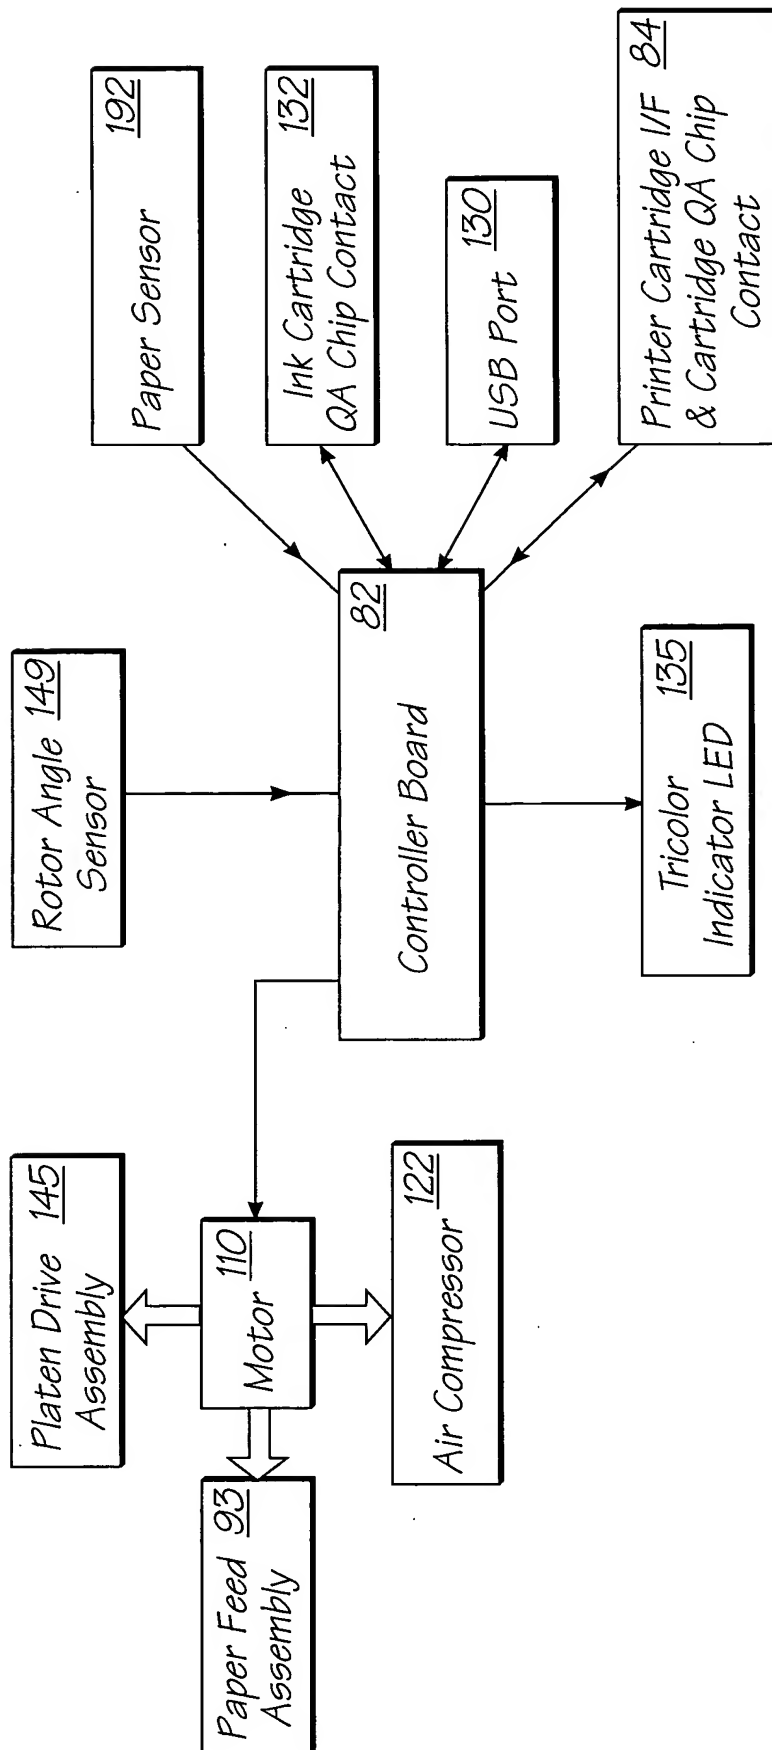 Platen Drive 145
Assembly
Rotor Angle 149
Sensor
Paper Sensor
192
Paper Feed 93
Assembly
Motor
110
Controller Board
82
Ink Cartridge
QA Chip Contact
132
Air Compressor
122
USB Port
130
Tricolor
Indicator LED
135
Printer Cartridge I/F
& Cartridge QA Chip
Contact
84